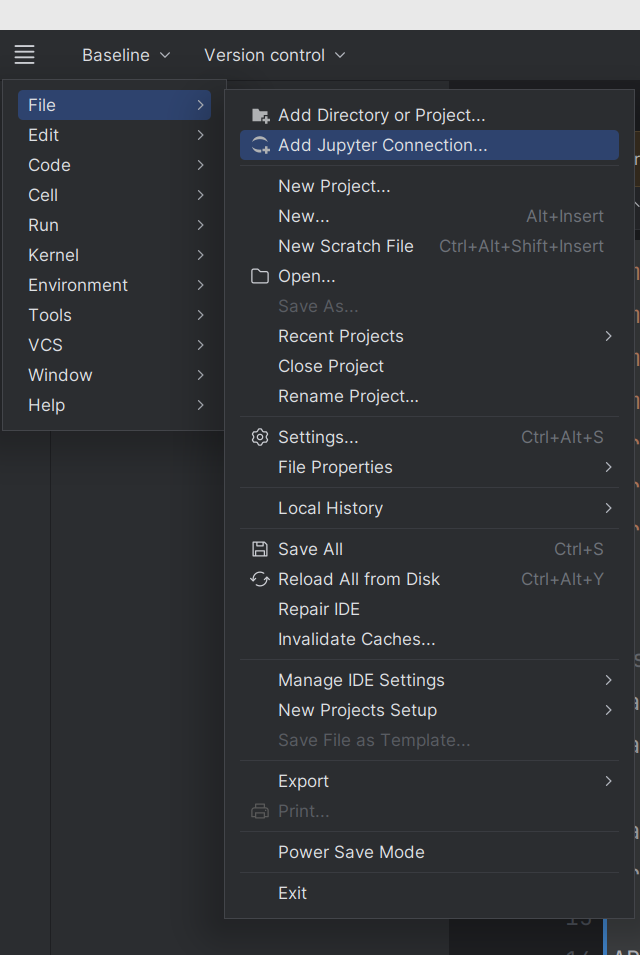 Baseline Version control
File
Edit
Code
Cell
Run
Kernel
Environment
Tools
VCS
Window
Help
Add Directory or Project...
Add Jupyter Connection...
New Project...
New... Alt+Insert
New Scratch File Ctrl+Alt+Shift+Insert
Open...
Save As...
Recent Projects
Close Project
Rename Project...
Settings... Ctrl+Alt+S
File Properties
Local History
Save All Ctrl+S
Reload All from Disk Ctrl+Alt+Y
Repair IDE
Invalidate Caches...
Manage IDE Settings
New Projects Setup
Save File as Template...
Export
Print...
Power Save Mode
Exit